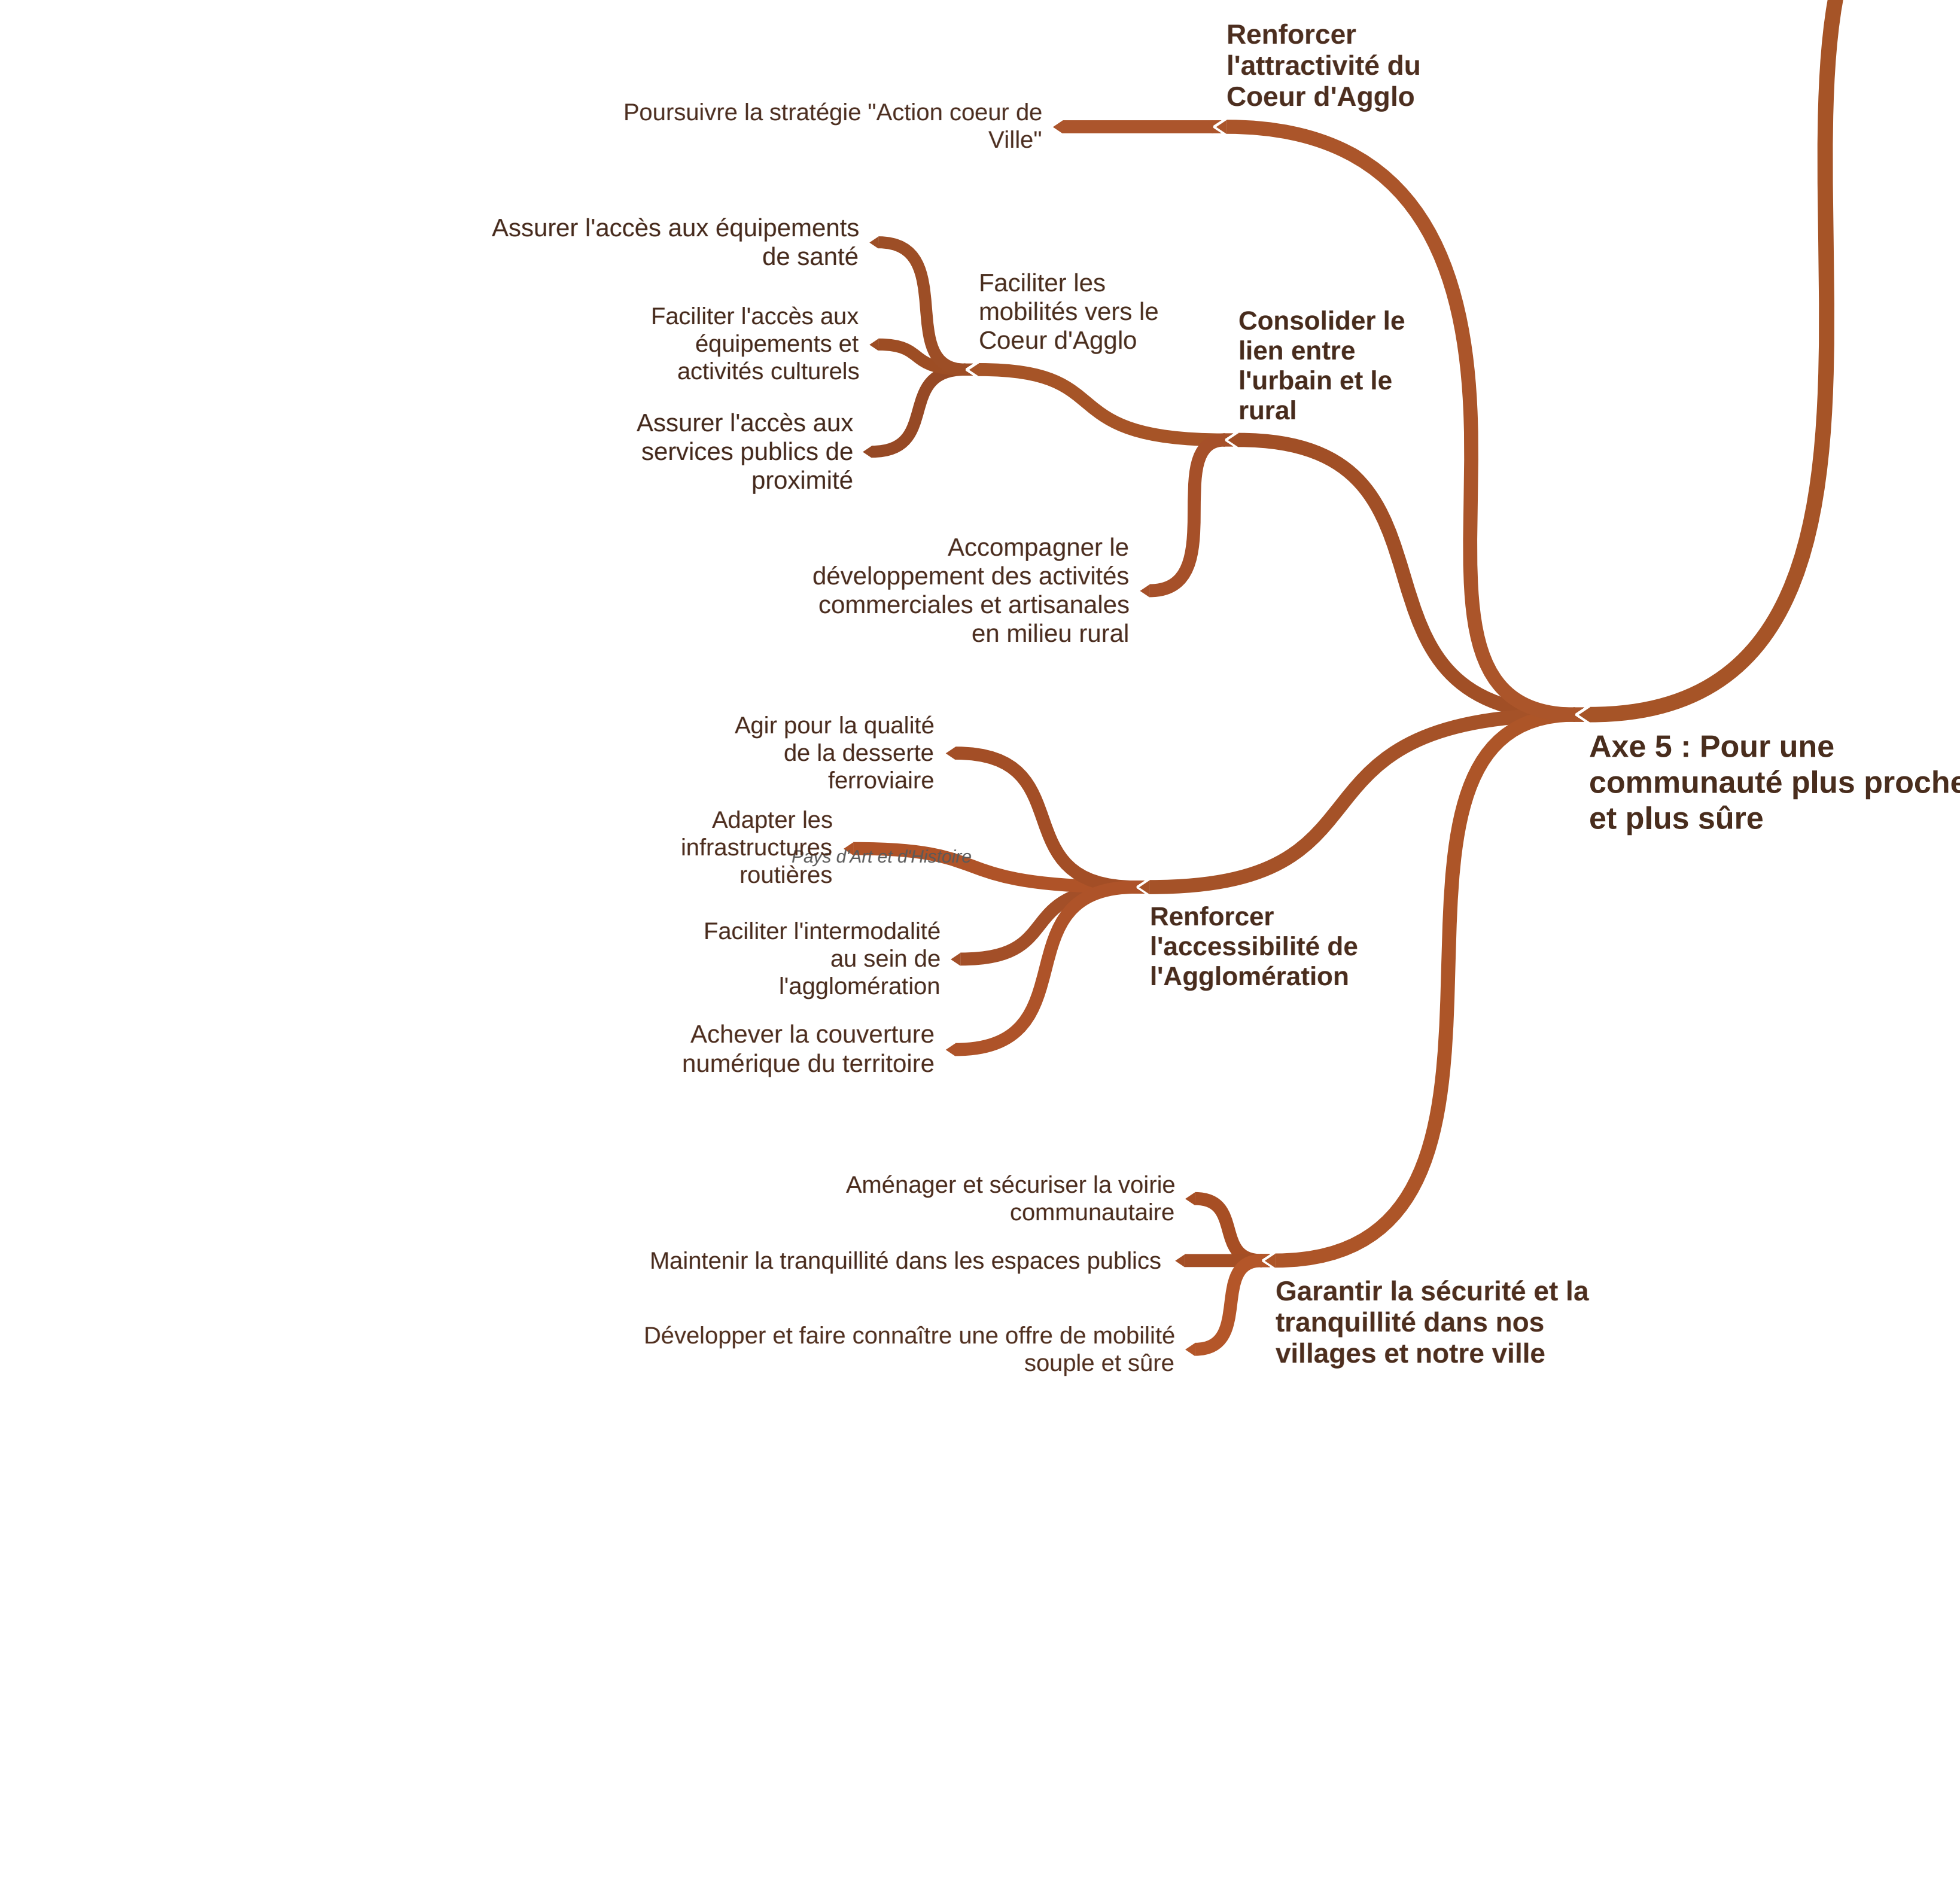 Renforcer
l'attractivité du
Coeur d'Agglo
Poursuivre la stratégie "Action coeur de
Ville"
Assurer l'accès aux équipements
de santé
Faciliter l'accès aux
équipements et
activités culturels
Assurer l'accès aux
services publics de
proximité
Faciliter les
mobilités vers le
Coeur d'Agglo
Consolider le
lien entre
l'urbain et le
rural
Accompagner le
développement des activités
commerciales et artisanales
en milieu rural
Axe 5 : Pour une
communauté plus proche
et plus sûre
Agir pour la qualité
de la desserte
ferroviaire
Adapter les
infrastructures
routières
Pays d'Art et d'Histoire
Faciliter l'intermodalité
au sein de
l'agglomération
Achever la couverture
numérique du territoire
Renforcer
l'accessibilité de
l'Agglomération
Aménager et sécuriser la voirie
communautaire
Maintenir la tranquillité dans les espaces publics
Développer et faire connaître une offre de mobilité
souple et sûre
Garantir la sécurité et la
tranquillité dans nos
villages et notre ville